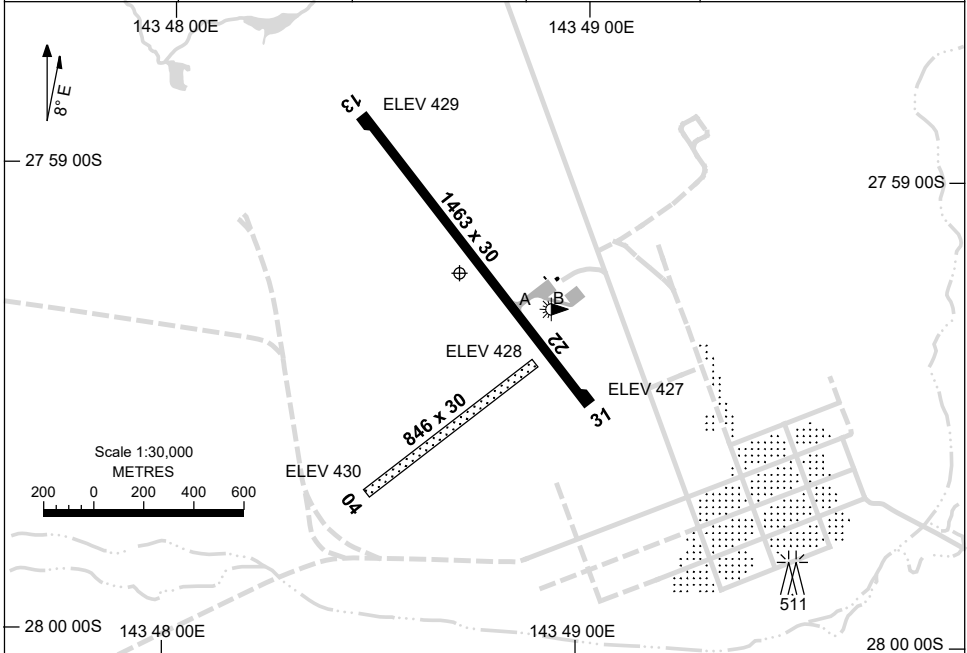 143 48 00E
143 49 00E
8° E
13
ELEV 429
27 59 00S
27 59 00S
1463 x 30
A
B
22
ELEV 428
ELEV 427
31
846 x 30
Scale 1:30,000
METRES
200 0 200 400 600
ELEV 430
04
511
28 00 00S
143 48 00E
143 49 00E
28 00 00S